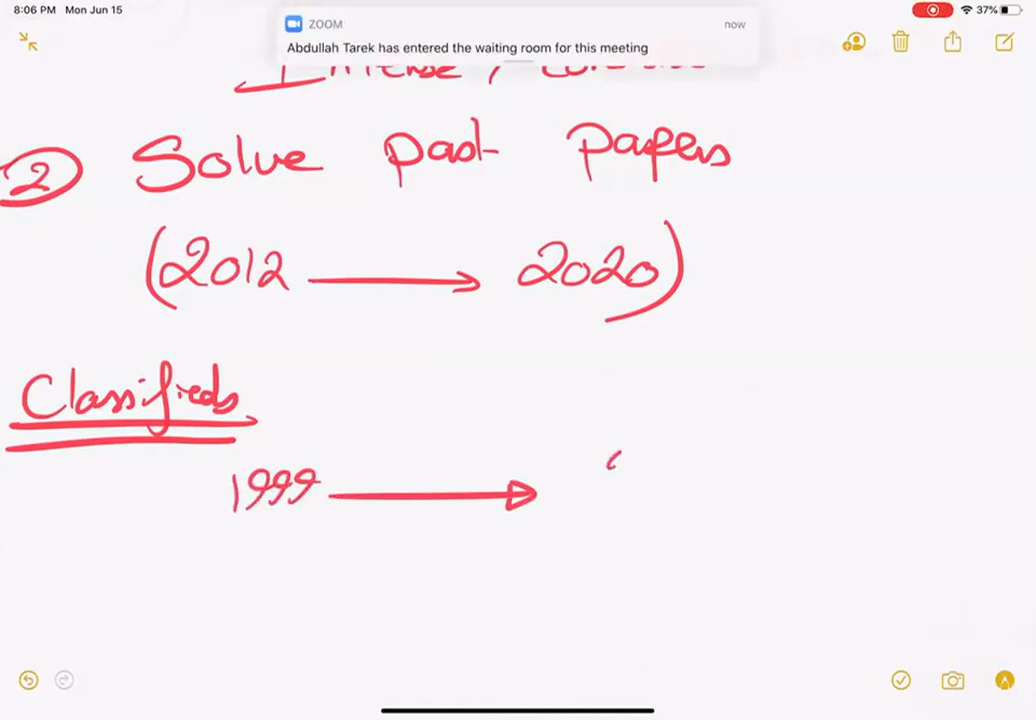 8:06 PM Mon Jun 15 37%
ZOOM now
Abdullah Tarek has entered the waiting room for this meeting
② Solve past papers
(2012 → 2020)
Classifieds
1999 →